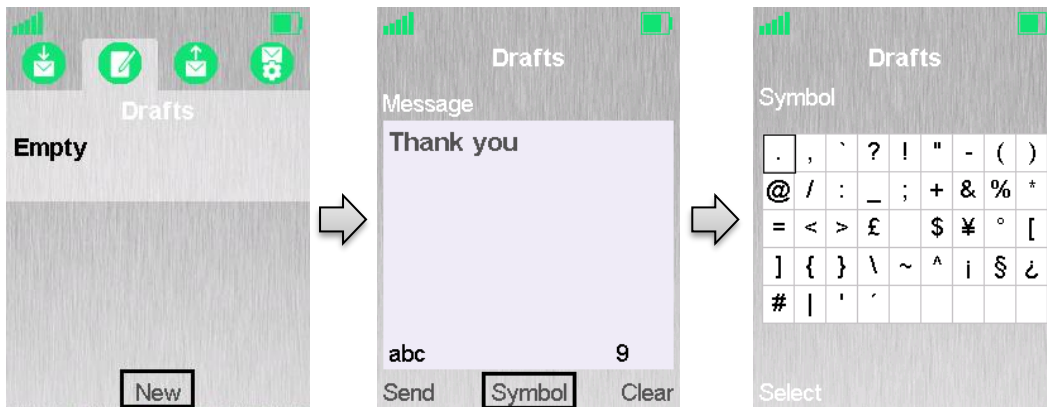 Drafts
Empty
New
Drafts
Message
Thank you
abc 9
Send Symbol Clear
Drafts
Symbol
. , ` ? ! " - ( )
@ / : _ ; + & % *
= < > £ $ ¥ ° [
] { } \ ~ ^ ¡ § ¿
# | ' ´
Select